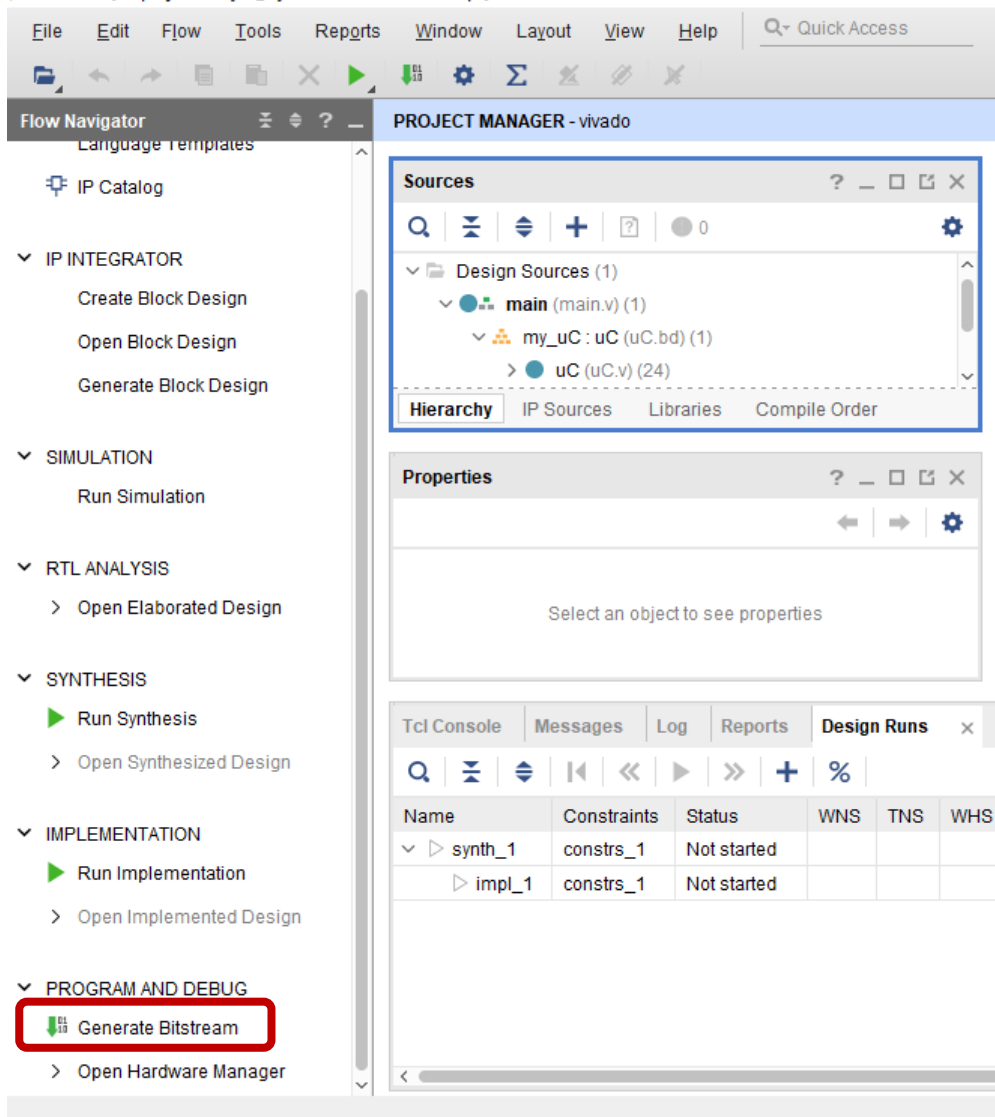 File Edit Flow Tools Reports Window Layout View Help Quick Access
Flow Navigator
Language Templates
IP Catalog
IP INTEGRATOR
Create Block Design
Open Block Design
Generate Block Design
SIMULATION
Run Simulation
RTL ANALYSIS
Open Elaborated Design
SYNTHESIS
Run Synthesis
Open Synthesized Design
IMPLEMENTATION
Run Implementation
Open Implemented Design
PROGRAM AND DEBUG
Generate Bitstream
Open Hardware Manager
PROJECT MANAGER - vivado
Sources
0
Design Sources (1)
main (main.v) (1)
my_uC : uC (uC.bd) (1)
uC (uC.v) (24)
Hierarchy IP Sources Libraries Compile Order
Properties
Select an object to see properties
Tcl Console Messages Log Reports Design Runs
Name Constraints Status WNS TNS WHS
synth_1 constrs_1 Not started
impl_1 constrs_1 Not started